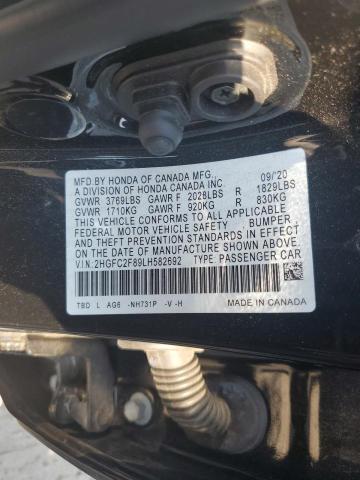 MFD.BY HONDA OF CANADA MFG., 09/20
A DIVISION OF HONDA CANADA INC
GVWR 3769LBS GAWR F 2028LBS R 1829LBS
GVWR 1710KG GAWR F 920KG R 830KG
THIS VEHICLE CONFORMS TO ALL APPLICABLE
FEDERAL MOTOR VEHICLE SAFETY, BUMPER
AND THEFT PREVENTION STANDARDS IN EFFECT ON
THE DATE OF MANUFACTURE SHOWN ABOVE.
V.I.N: 2HGFC2F89LH582692 TYPE: PASSENGER CAR
TBD L AG6 -NH731P -V -H MADE IN CANADA